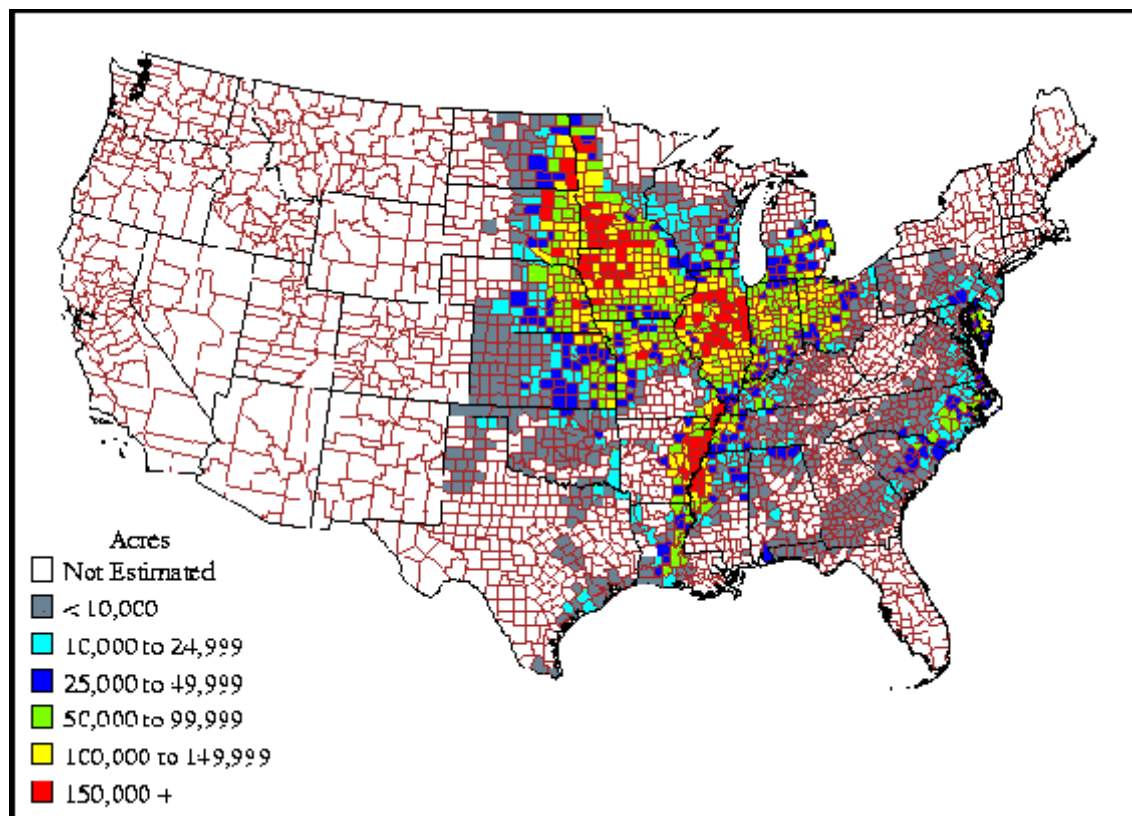 Acres
Not Estimated
< 10,000
10,000 to 24,999
25,000 to 49,999
50,000 to 99,999
100,000 to 149,999
150,000 +